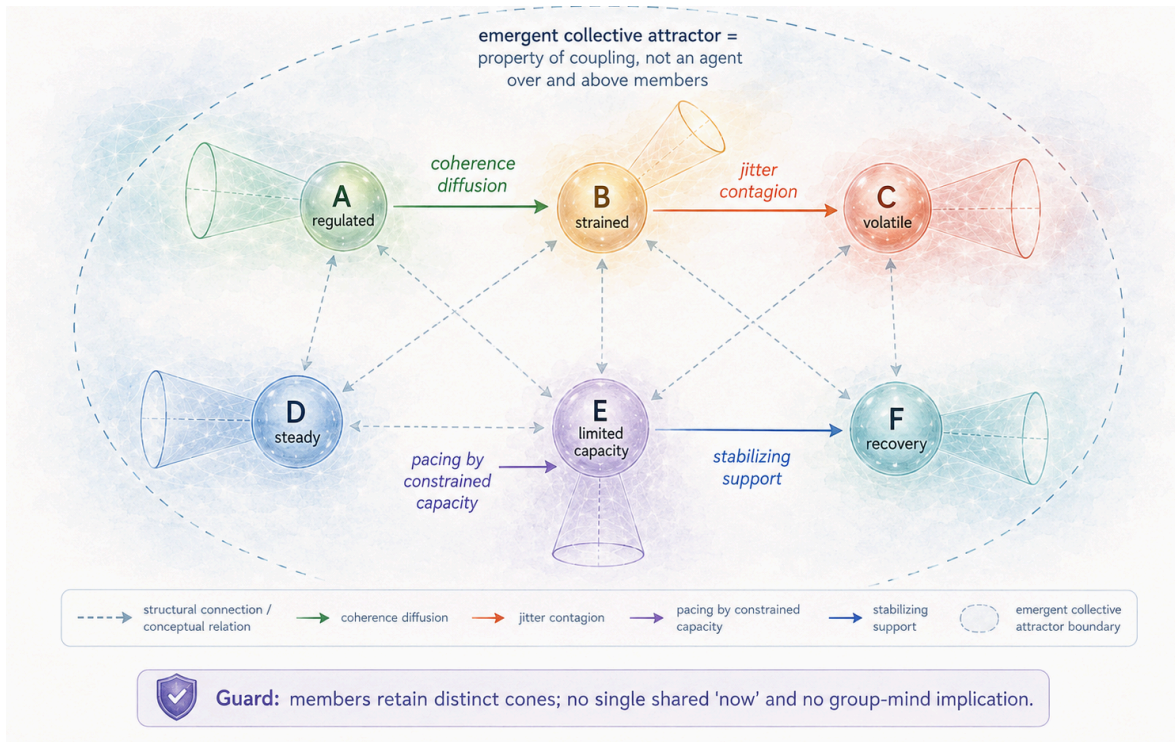 emergent collective attractor =
property of coupling, not an agent
over and above members
A
regulated
coherence
diffusion
B
strained
jitter
contagion
C
volatile
D
steady
E
limited
capacity
F
recovery
pacing by
constrained
capacity
stabilizing
support
structural connection /
conceptual relation
coherence diffusion
jitter contagion
pacing by constrained
capacity
stabilizing
support
emergent collective
attractor boundary
Guard: members retain distinct cones; no single shared 'now' and no group-mind implication.